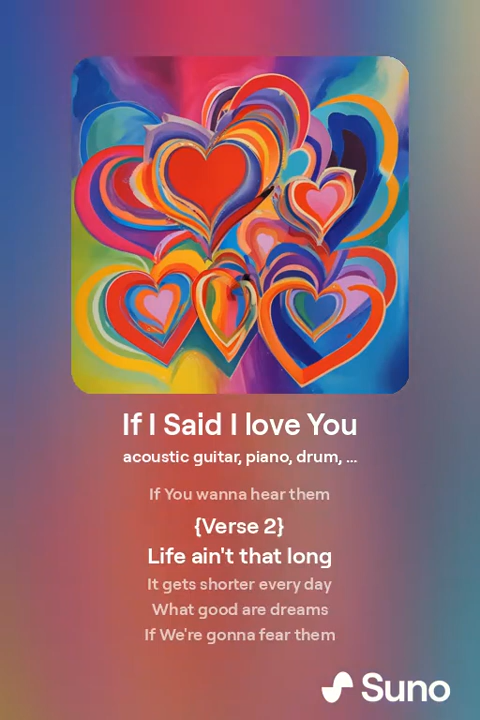 If I Said I love You
acoustic guitar, piano, drum, ...
If You wanna hear them
{Verse 2}
Life ain't that long
It gets shorter every day
What good are dreams
If We're gonna fear them
Suno